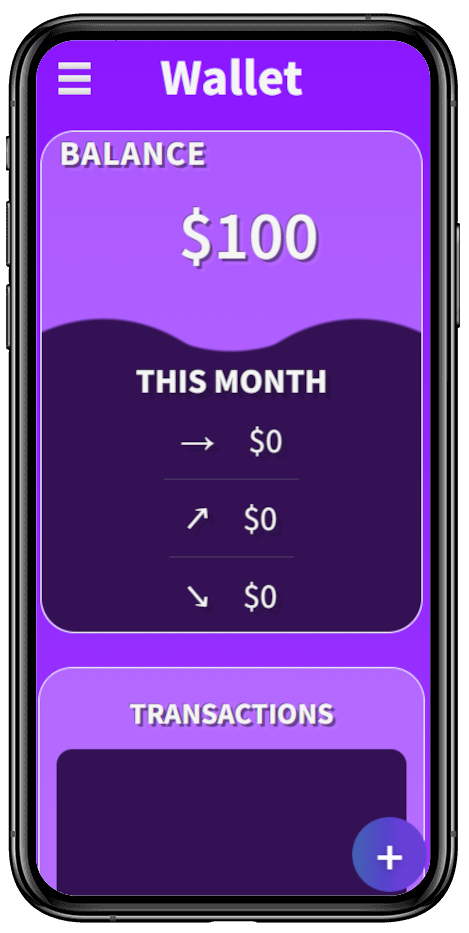 Wallet
BALANCE
$100
THIS MONTH
→ $0
↗ $0
↘ $0
TRANSACTIONS
+